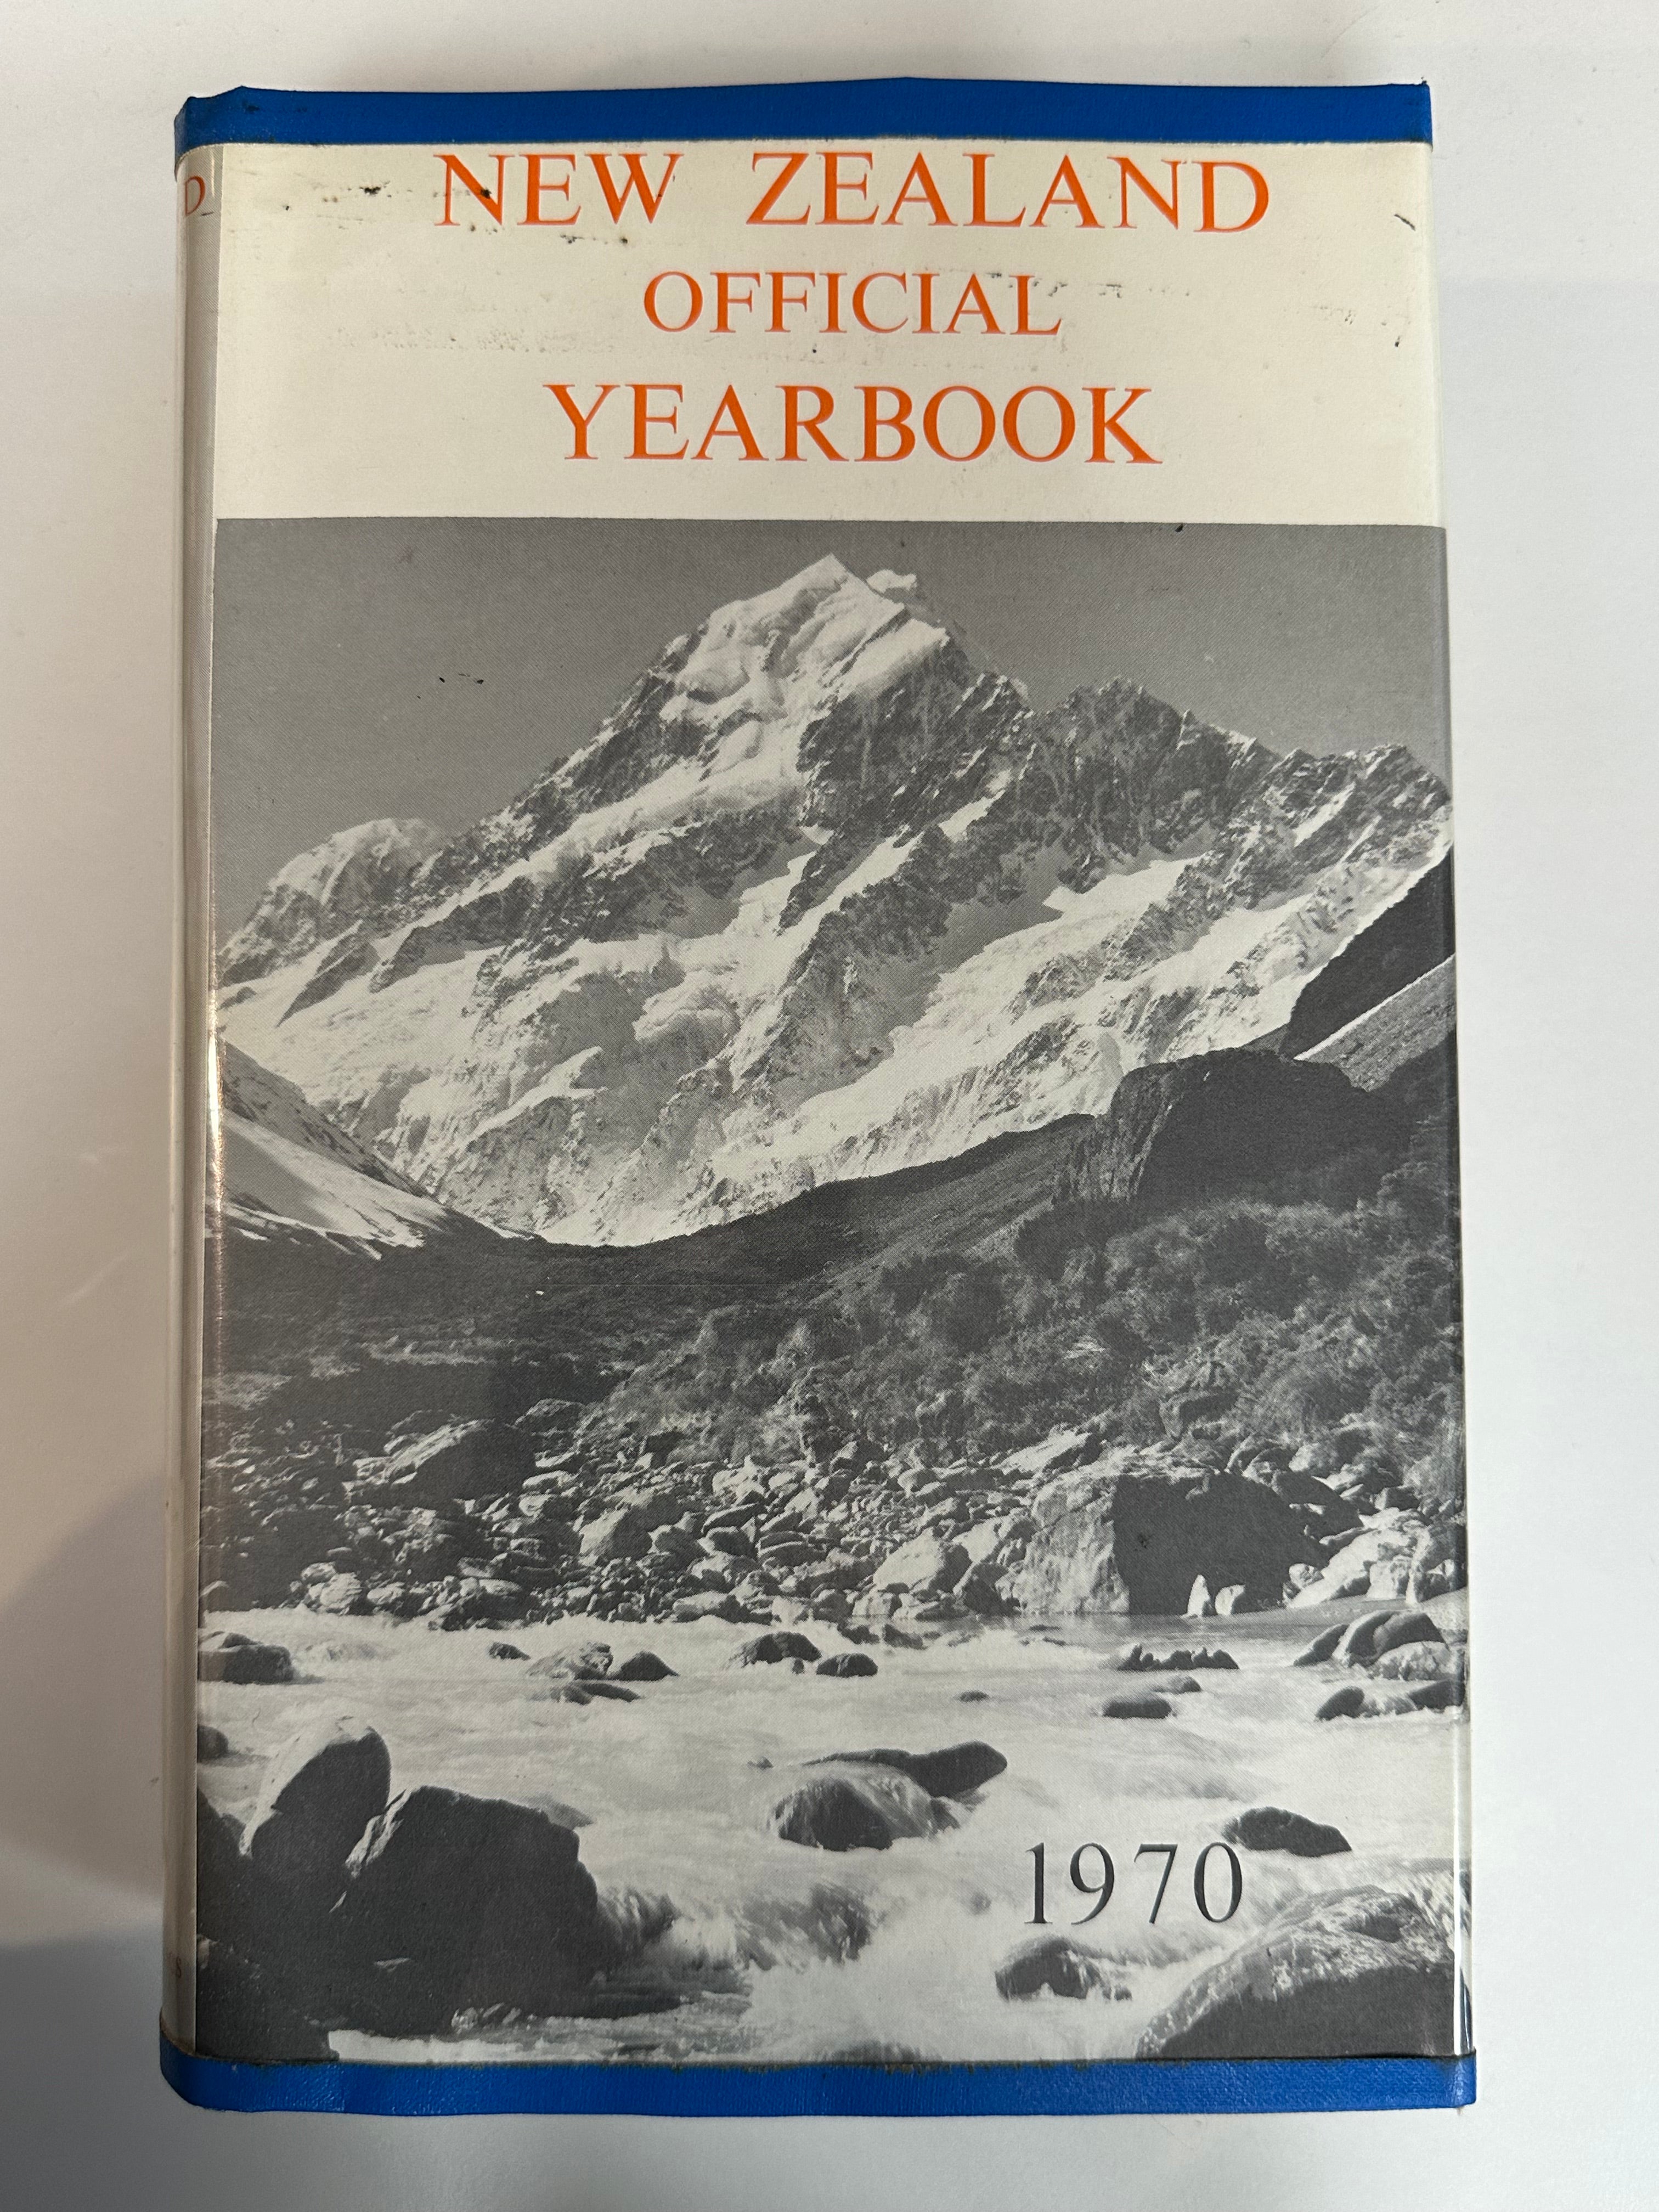 NEW ZEALAND
OFFICIAL
YEARBOOK
1970
D